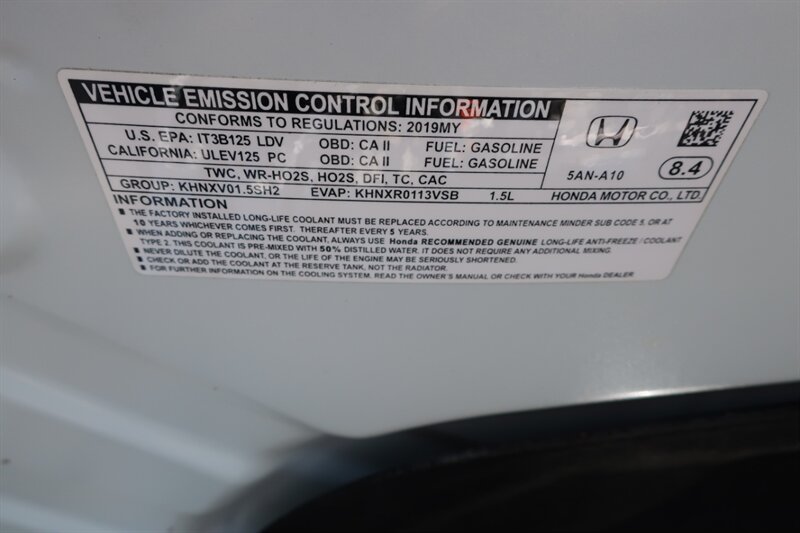 VEHICLE EMISSION CONTROL INFORMATION
CONFORMS TO REGULATIONS: 2019MY
U.S. EPA: IT3B125 LDV OBD: CA II FUEL: GASOLINE
CALIFORNIA: ULEV125 PC OBD: CA II FUEL: GASOLINE
TWC, WR-HO2S, HO2S, DFI, TC, CAC
GROUP: KHNXV01.5SH2 EVAP: KHNXR0113VSB 1.5L
5AN-A10 8.4
HONDA MOTOR CO., LTD.
INFORMATION
■ THE FACTORY INSTALLED LONG-LIFE COOLANT MUST BE REPLACED ACCORDING TO MAINTENANCE MINDER SUB CODE 5, OR AT
10 YEARS WHICHEVER COMES FIRST. THEREAFTER EVERY 5 YEARS.
■ WHEN ADDING OR REPLACING THE COOLANT, ALWAYS USE Honda RECOMMENDED GENUINE LONG-LIFE ANTI-FREEZE / COOLANT
TYPE 2. THIS COOLANT IS PRE-MIXED WITH 50% DISTILLED WATER. IT DOES NOT REQUIRE ANY ADDITIONAL MIXING.
■ NEVER DILUTE THE COOLANT, OR THE LIFE OF THE ENGINE MAY BE SERIOUSLY SHORTENED.
■ CHECK OR ADD THE COOLANT AT THE RESERVE TANK, NOT THE RADIATOR.
■ FOR FURTHER INFORMATION ON THE COOLING SYSTEM. READ THE OWNER'S MANUAL OR CHECK WITH YOUR Honda DEALER